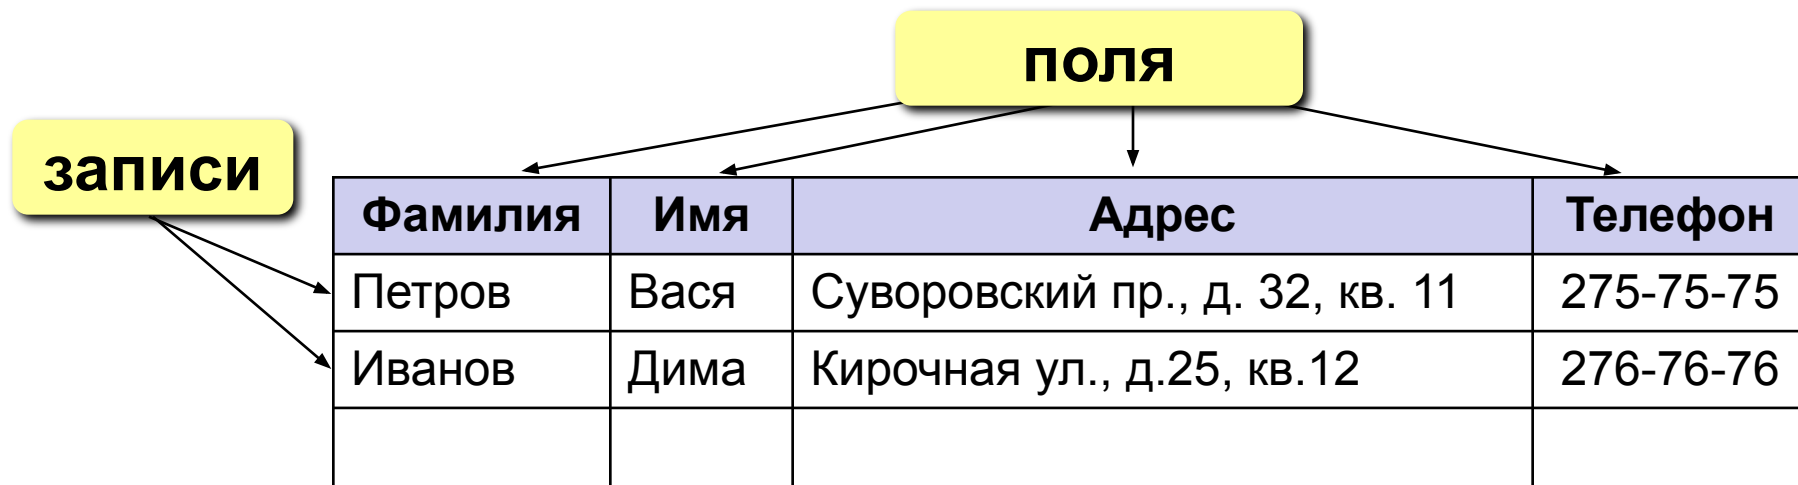 поля
записи
Фамилия Имя Адрес Телефон
Петров Вася Суворовский пр., д. 32, кв. 11 275-75-75
Иванов Дима Кирочная ул., д.25, кв.12 276-76-76